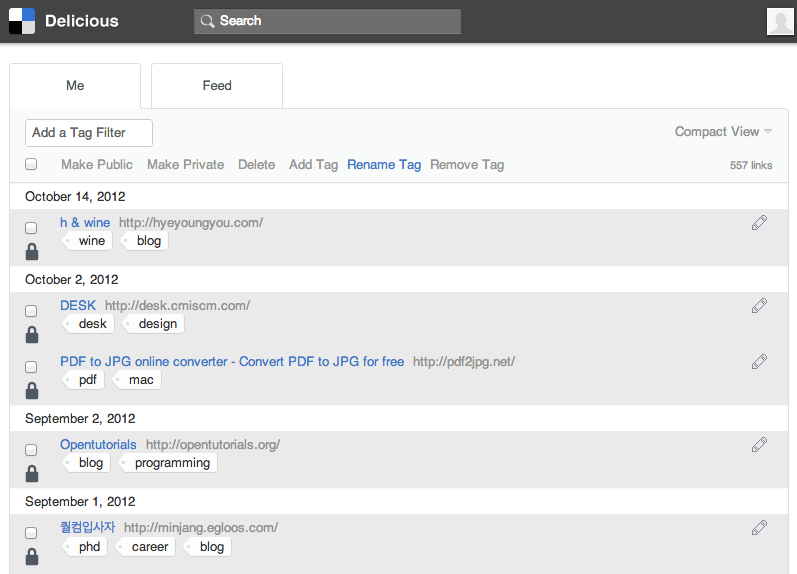 Delicious Search
Me Feed
Add a Tag Filter Compact View
Make Public Make Private Delete Add Tag Rename Tag Remove Tag 557 links
October 14, 2012
h & wine http://hyeyoungyou.com/
wine blog
October 2, 2012
DESK http://desk.cmiscm.com/
desk design
PDF to JPG online converter - Convert PDF to JPG for free http://pdf2jpg.net/
pdf mac
September 2, 2012
Opentutorials http://opentutorials.org/
blog programming
September 1, 2012
퀄컴입사자 http://minjang.egloos.com/
phd career blog